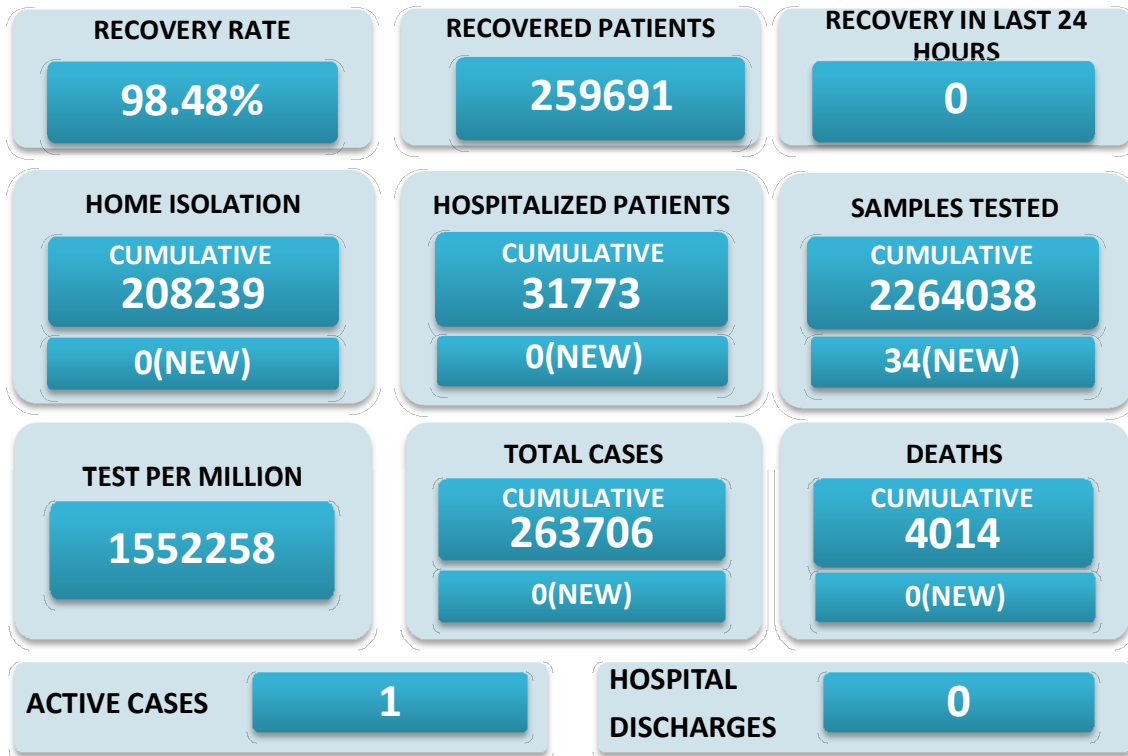 RECOVERY RATE
98.48%
RECOVERED PATIENTS
259691
RECOVERY IN LAST 24
HOURS
0
HOME ISOLATION
CUMULATIVE
208239
0(NEW)
HOSPITALIZED PATIENTS
CUMULATIVE
31773
0(NEW)
SAMPLES TESTED
CUMULATIVE
2264038
34(NEW)
TEST PER MILLION
1552258
TOTAL CASES
CUMULATIVE
263706
0(NEW)
DEATHS
CUMULATIVE
4014
0(NEW)
ACTIVE CASES
1
HOSPITAL
DISCHARGES
0